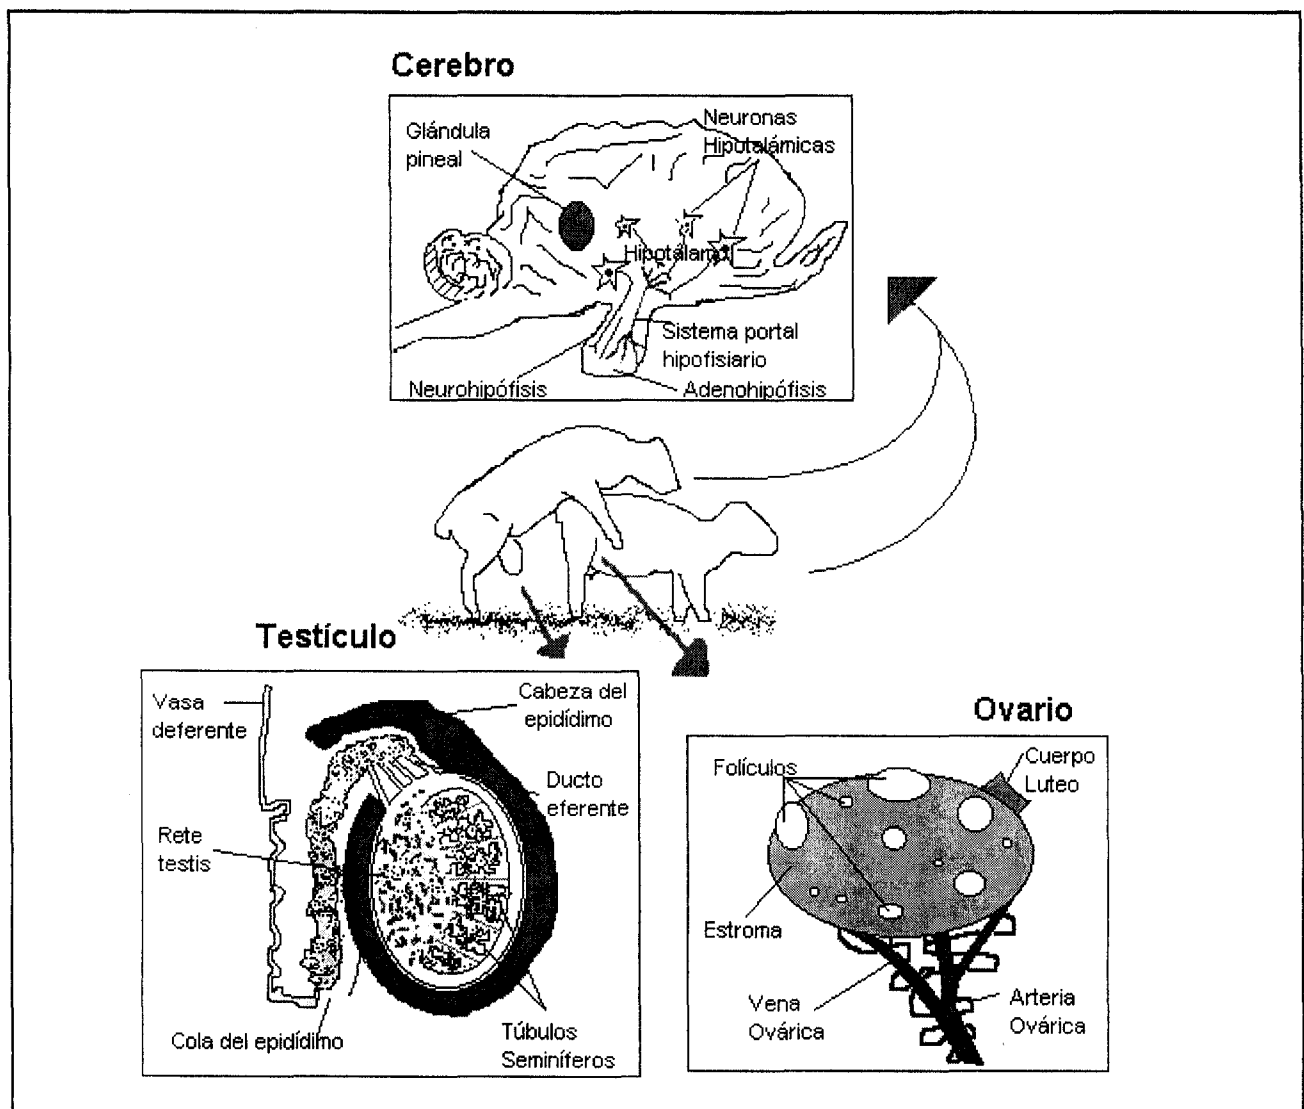 Cerebro
Glándula
pineal
Neuronas
Hipotalámicas
Hipotálamo
Sistema portal
hipofisiario
Neurohipófisis
Adenohipófisis
Testículo
Vasa
deferente
Cabeza del
epidídimo
Ducto
eferente
Rete
testis
Cola del epidídimo
Túbulos
Seminíferos
Ovario
Folículos
Cuerpo
Luteo
Estroma
Vena
Ovárica
Arteria
Ovárica